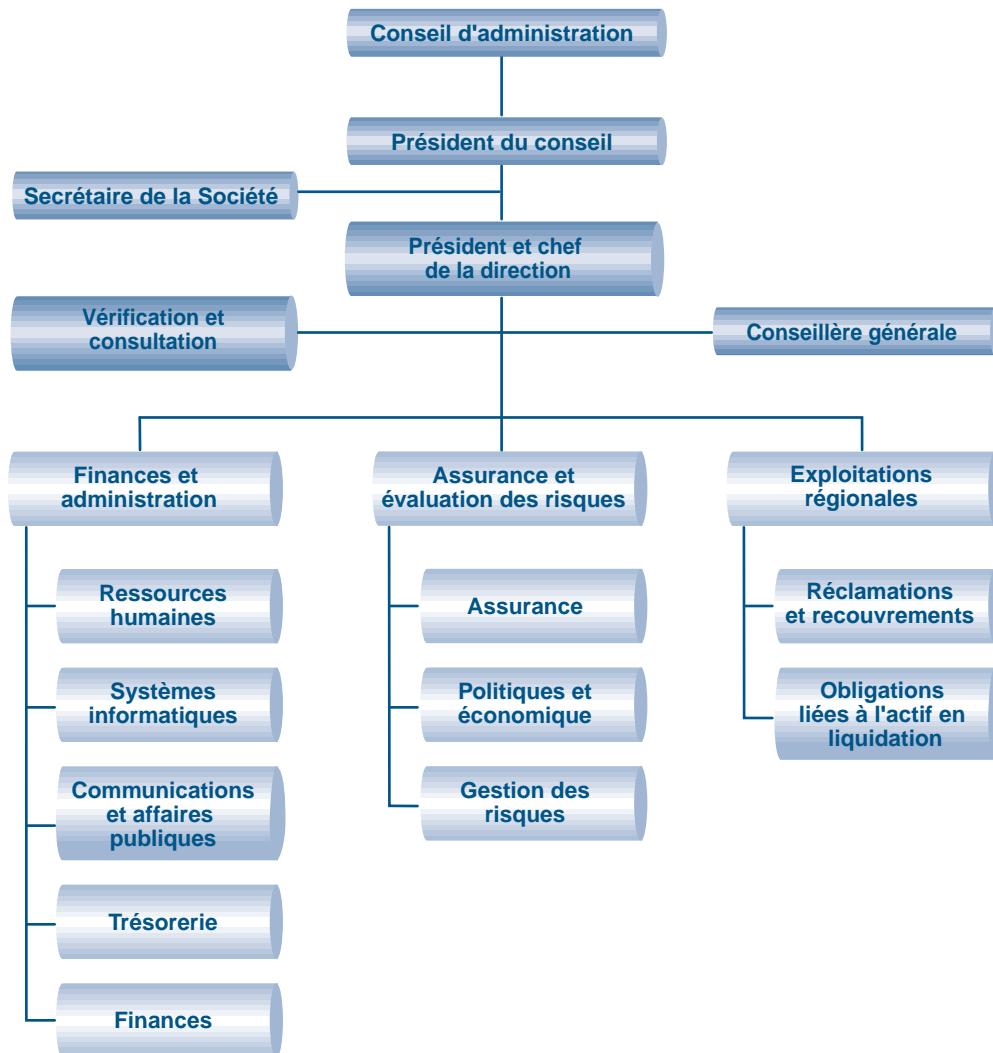 Conseil d'administration
Président du conseil
Secrétaire de la Société
Président et chef
de la direction
Vérification et
consultation
Conseillère générale
Finances et
administration
Assurance et
évaluation des risques
Exploitations
régionales
Ressources
humaines
Systèmes
informatiques
Communications
et affaires
publiques
Trésorerie
Finances
Assurance
Politiques et
économique
Gestion des
risques
Réclamations
et recouvrements
Obligations
liées à l'actif en
liquidation